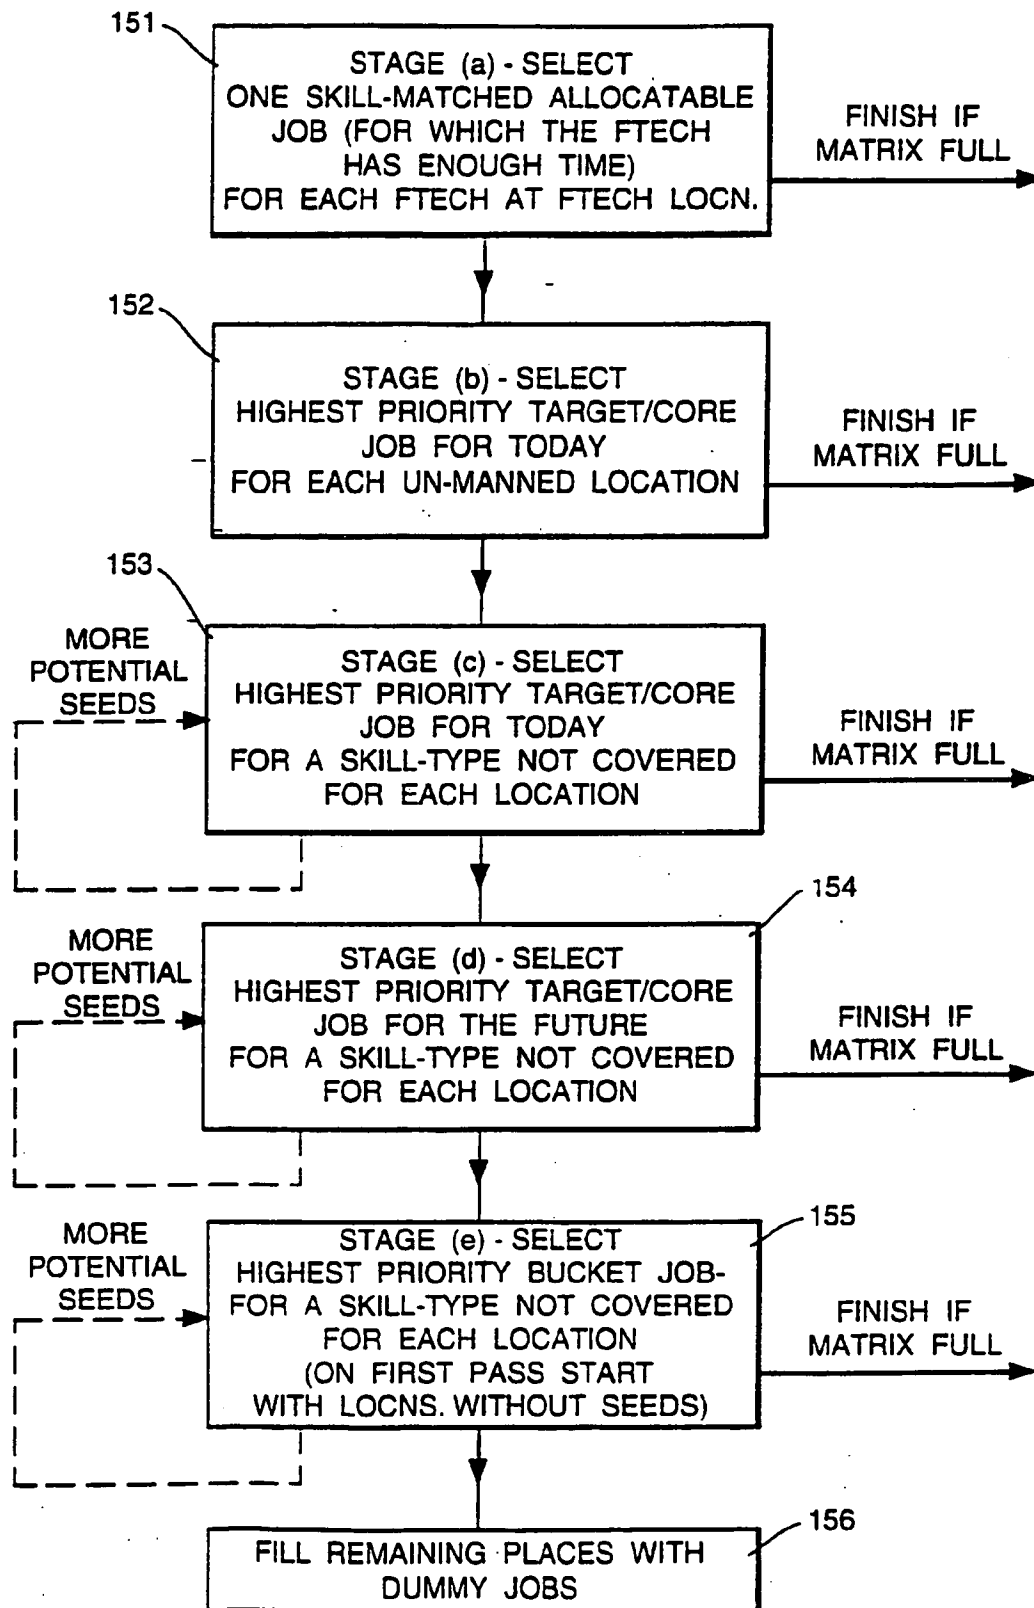 151
STAGE (a) - SELECT
ONE SKILL-MATCHED ALLOCATABLE
JOB (FOR WHICH THE FTECH
HAS ENOUGH TIME)
FOR EACH FTECH AT FTECH LOCN.
FINISH IF
MATRIX FULL
152
STAGE (b) - SELECT
HIGHEST PRIORITY TARGET/CORE
JOB FOR TODAY
FOR EACH UN-MANNED LOCATION
FINISH IF
MATRIX FULL
153
MORE
POTENTIAL
SEEDS
STAGE (c) - SELECT
HIGHEST PRIORITY TARGET/CORE
JOB FOR TODAY
FOR A SKILL-TYPE NOT COVERED
FOR EACH LOCATION
FINISH IF
MATRIX FULL
154
MORE
POTENTIAL
SEEDS
STAGE (d) - SELECT
HIGHEST PRIORITY TARGET/CORE
JOB FOR THE FUTURE
FOR A SKILL-TYPE NOT COVERED
FOR EACH LOCATION
FINISH IF
MATRIX FULL
155
MORE
POTENTIAL
SEEDS
STAGE (e) - SELECT
HIGHEST PRIORITY BUCKET JOB-
FOR A SKILL-TYPE NOT COVERED
FOR EACH LOCATION
(ON FIRST PASS START
WITH LOCNS. WITHOUT SEEDS)
FINISH IF
MATRIX FULL
156
FILL REMAINING PLACES WITH
DUMMY JOBS